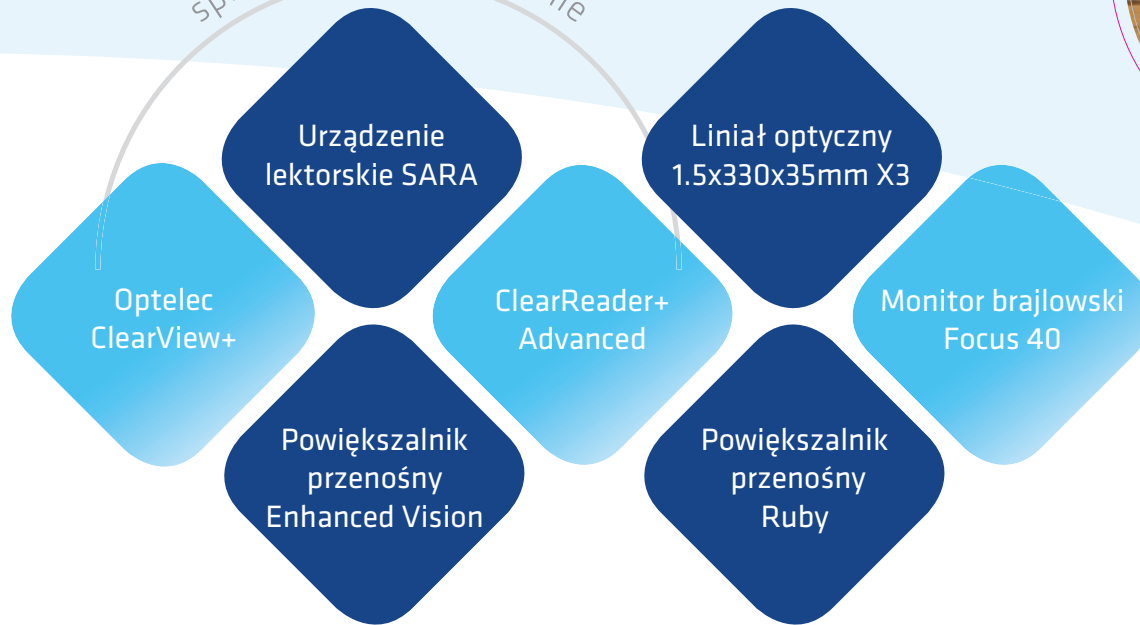 Urządzenie
lektorskie SARA
Liniał optyczny
1.5x330x35mm X3
Optelec
ClearView+
ClearReader+
Advanced
Monitor brajlowski
Focus 40
Powiększalnik
przenośny
Enhanced Vision
Powiększalnik
przenośny
Ruby